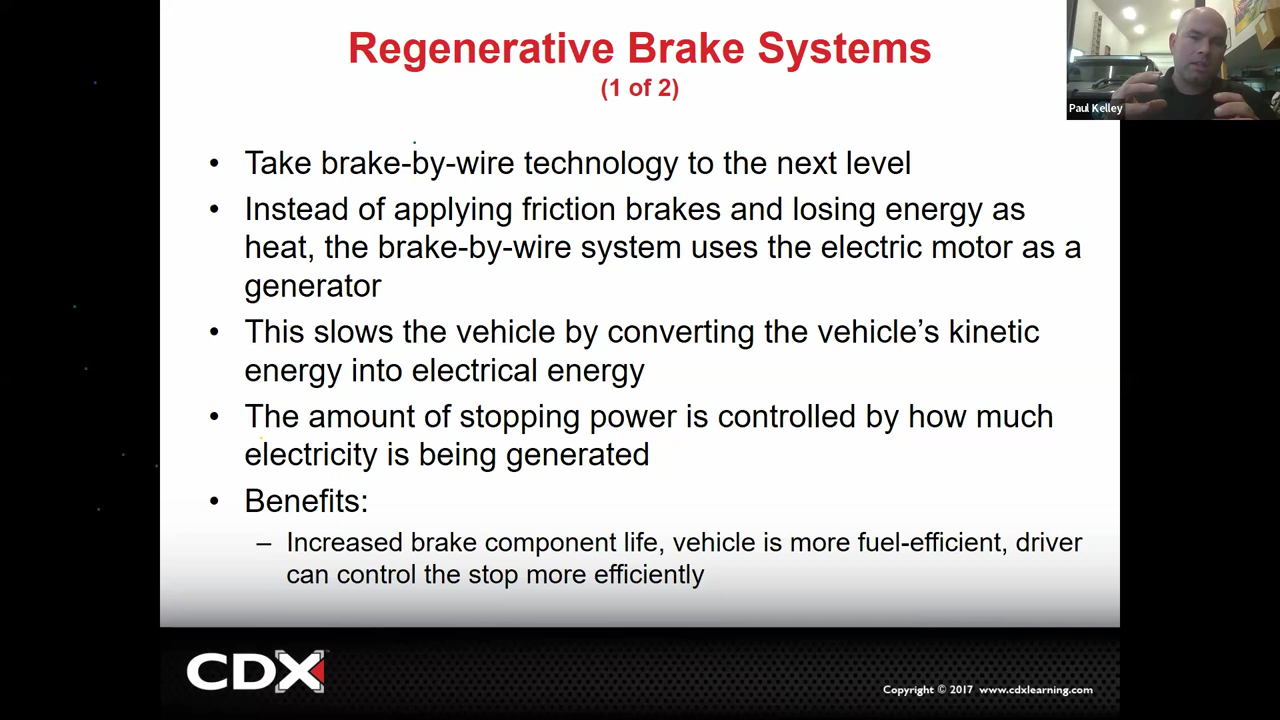 Regenerative Brake Systems
(1 of 2)
Paul Kelley
• Take brake-by-wire technology to the next level
• Instead of applying friction brakes and losing energy as
heat, the brake-by-wire system uses the electric motor as a
generator
• This slows the vehicle by converting the vehicle’s kinetic
energy into electrical energy
• The amount of stopping power is controlled by how much
electricity is being generated
• Benefits:
– Increased brake component life, vehicle is more fuel-efficient, driver
can control the stop more efficiently
CDX
Copyright © 2017 www.cdxlearning.com